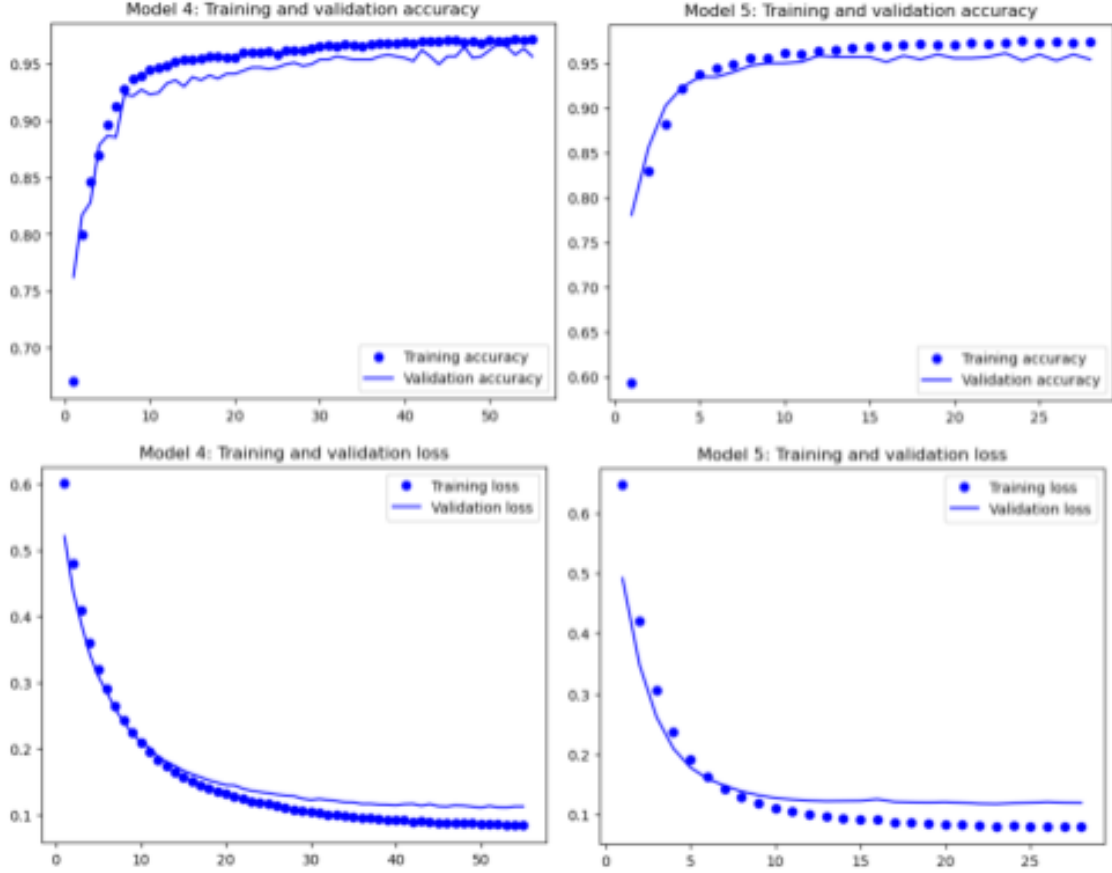 Model 4: Training and validation accuracy
0.95
0.90
0.85
0.80
0.75
0.70
Training accuracy
Validation accuracy
0 10 20 30 40 50
Model 5: Training and validation accuracy
0.95
0.90
0.85
0.80
0.75
0.70
0.65
0.60
Training accuracy
Validation accuracy
0 5 10 15 20 25
Model 4: Training and validation loss
0.6
0.5
0.4
0.3
0.2
0.1
Training loss
Validation loss
0 10 20 30 40 50
Model 5: Training and validation loss
0.6
0.5
0.4
0.3
0.2
0.1
Training loss
Validation loss
0 5 10 15 20 25